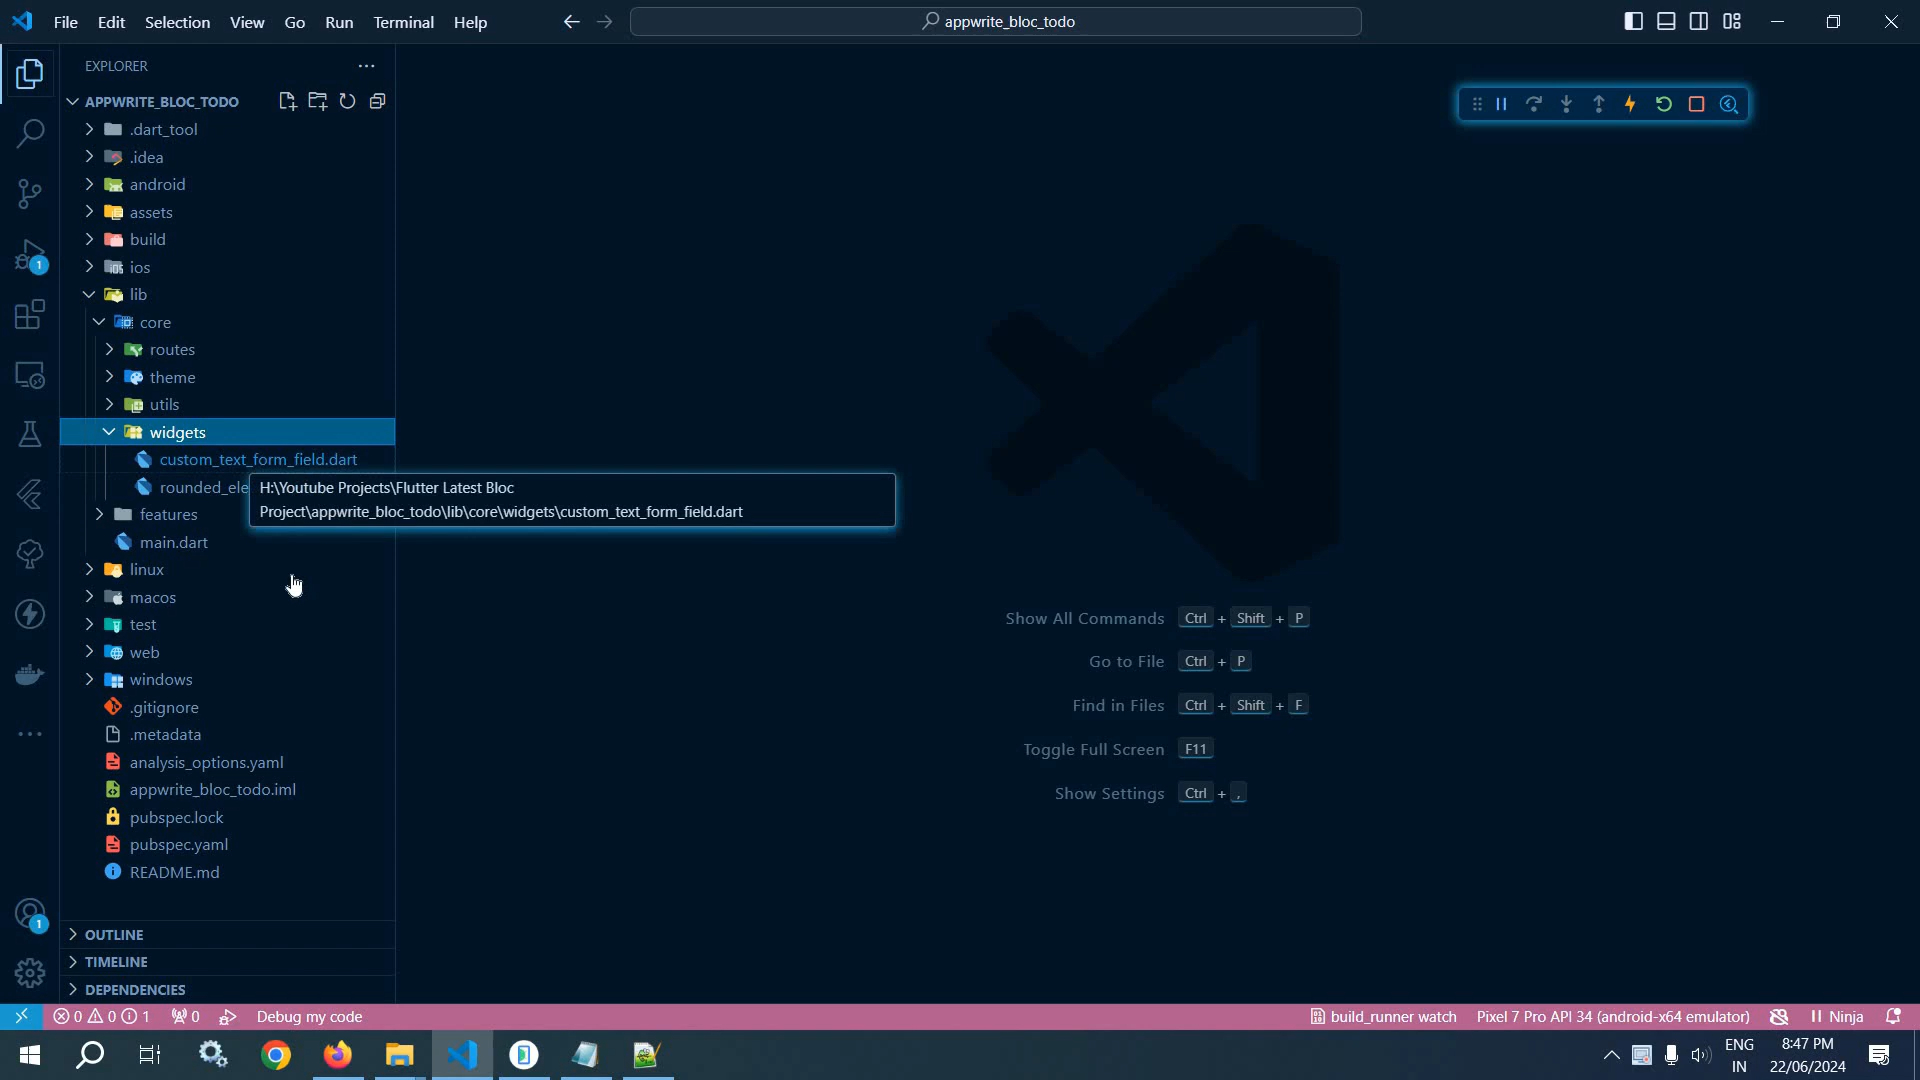 File Edit Selection View Go Run Terminal Help
appwrite_bloc_todo
EXPLORER
APPWRITE_BLOC_TODO
.dart_tool
.idea
android
assets
build
ios
lib
core
routes
theme
utils
widgets
custom_text_form_field.dart
rounded_ele
H:\Youtube Projects\Flutter Latest Bloc
Project\appwrite_bloc_todo\lib\core\widgets\custom_text_form_field.dart
features
main.dart
linux
macos
test
web
windows
.gitignore
.metadata
analysis_options.yaml
appwrite_bloc_todo.iml
pubspec.lock
pubspec.yaml
README.md
OUTLINE
TIMELINE
DEPENDENCIES
1
1
Show All Commands Ctrl + Shift + P
Go to File Ctrl + P
Find in Files Ctrl + Shift + F
Toggle Full Screen F11
Show Settings Ctrl + ,
0 0 1 0 Debug my code build_runner watch Pixel 7 Pro API 34 (android-x64 emulator) Ninja
ENG
IN
8:47 PM
22/06/2024